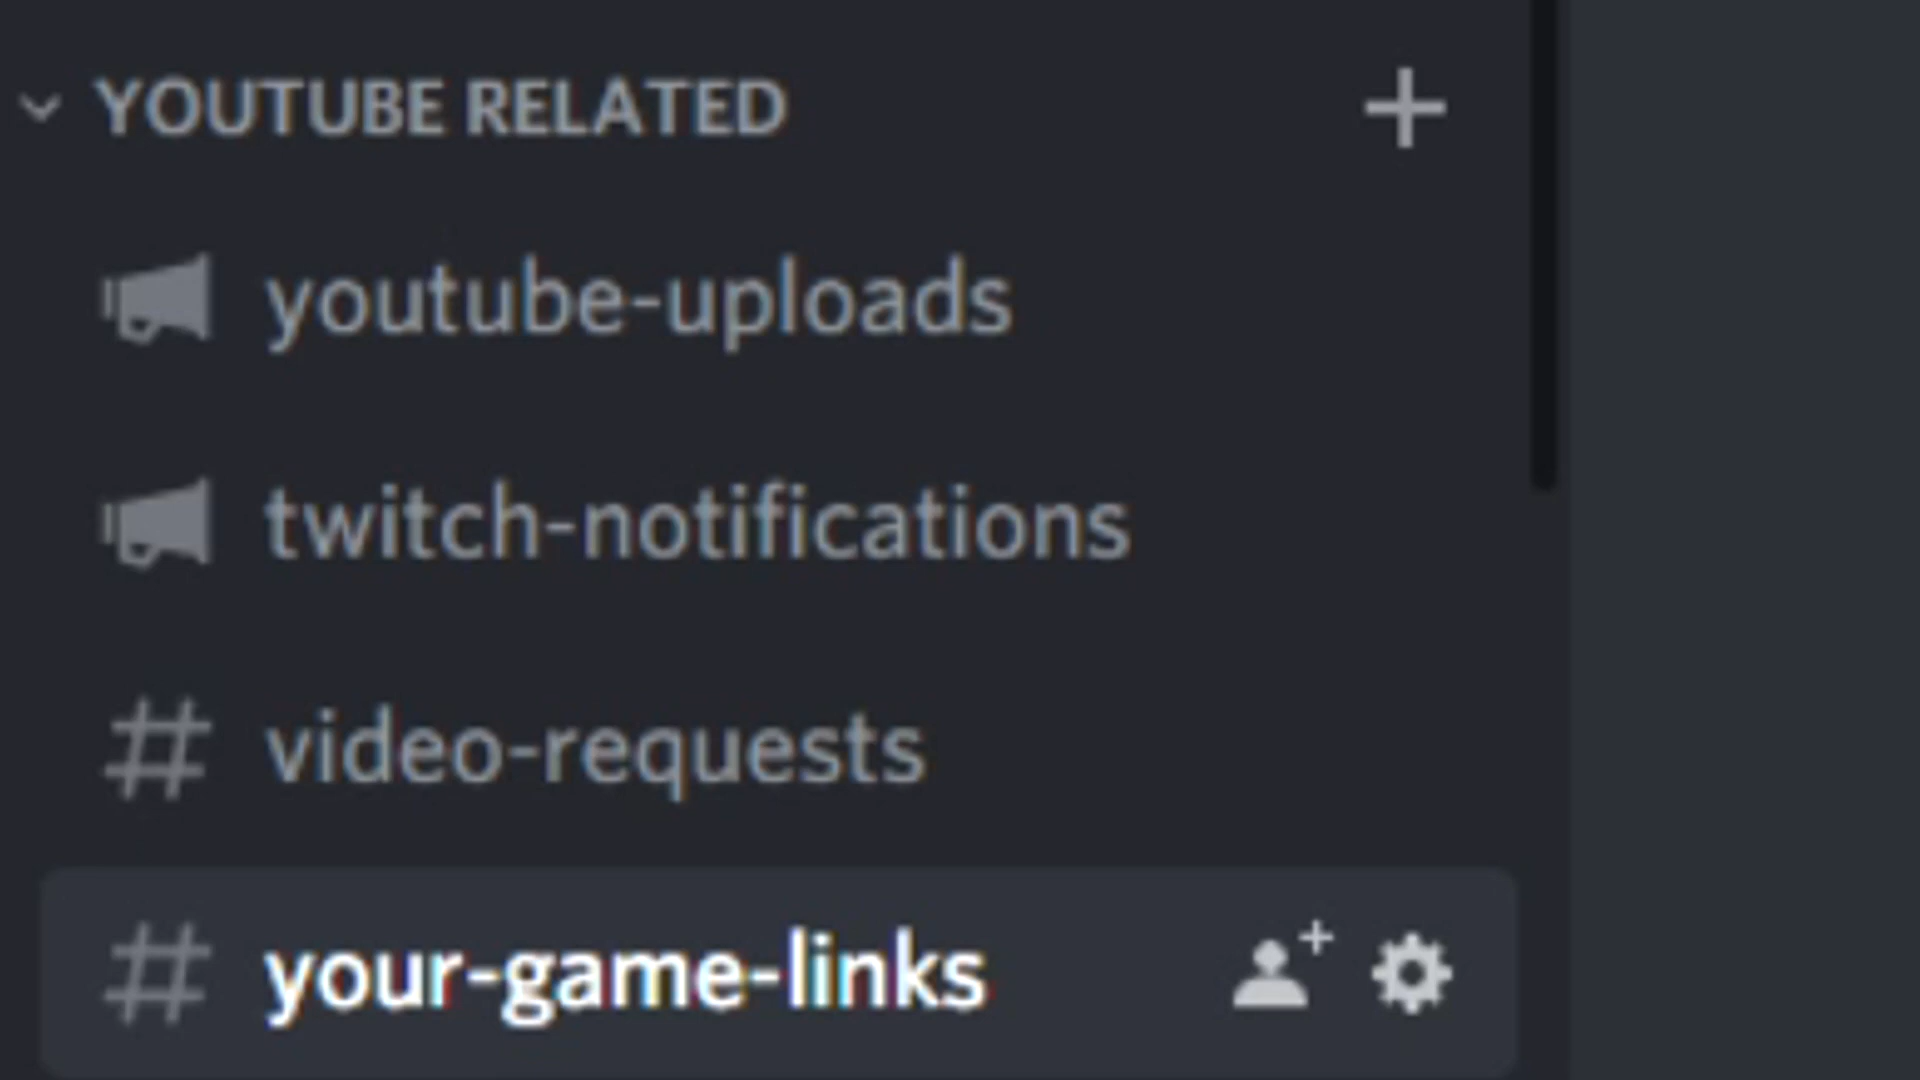 YOUTUBE RELATED
youtube-uploads
twitch-notifications
video-requests
your-game-links